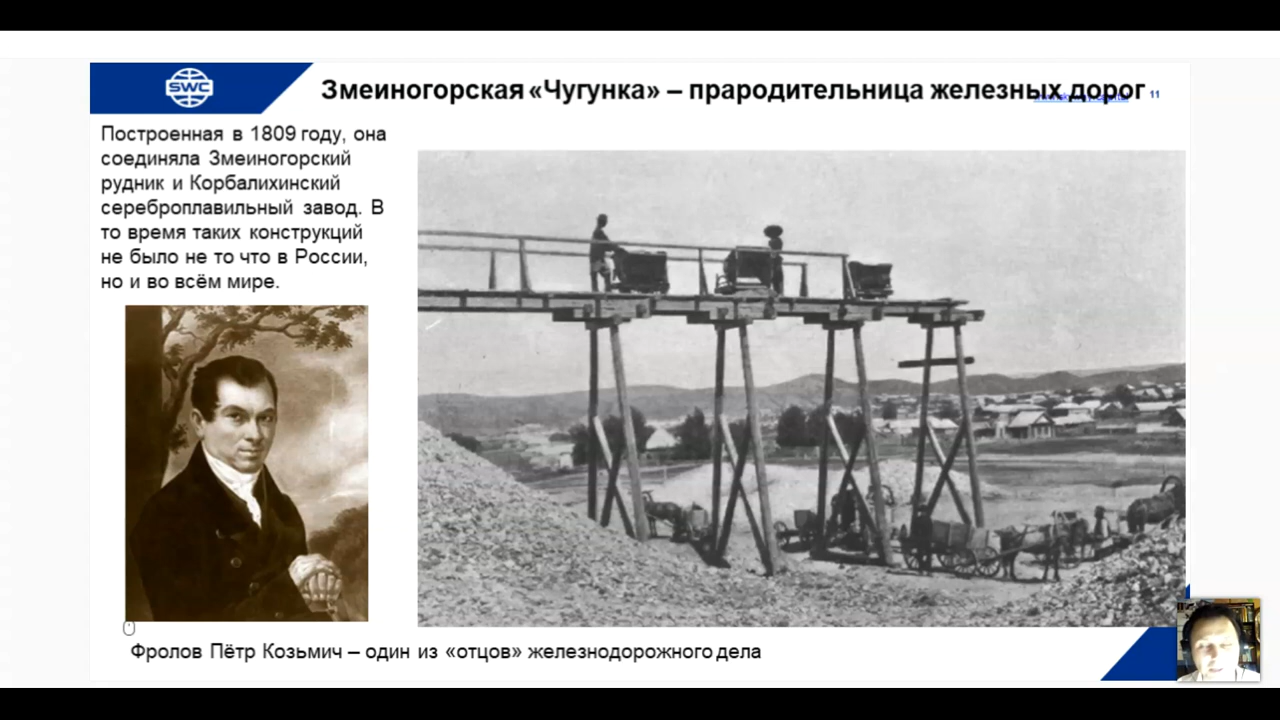 SWC
Змеиногорская «Чугунка» – прародительница железных дорог
11
Построенная в 1809 году, она
соединяла Змеиногорский
рудник и Корбалихинский
сереброплавильный завод. В
то время таких конструкций
не было не то что в России,
но и во всём мире.
Фролов Пётр Козьмич – один из «отцов» железнодорожного дела